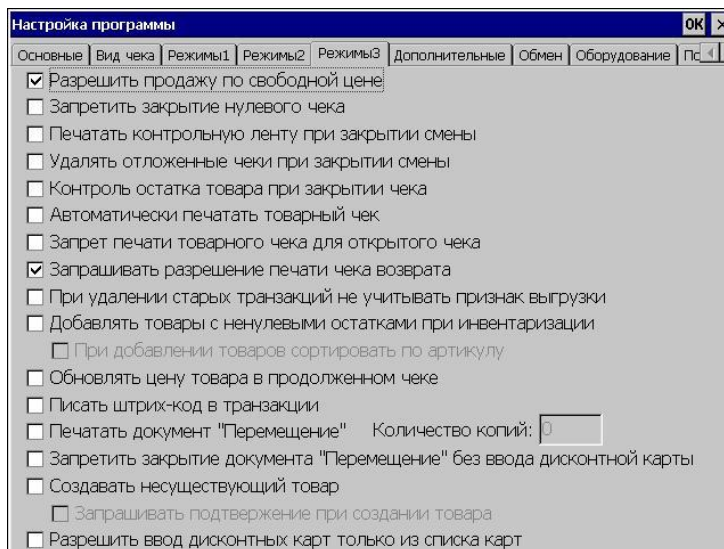 Настройка программы OK ×
Основные Вид чека Режимы1 Режимы2 Режимы3 Дополнительные Обмен Оборудование По
Разрешить продажу по свободной цене
Запретить закрытие нулевого чека
Печатать контрольную ленту при закрытии смены
Удалять отложенные чеки при закрытии смены
Контроль остатка товара при закрытии чека
Автоматически печатать товарный чек
Запрет печати товарного чека для открытого чека
Запрашивать разрешение печати чека возврата
При удалении старых транзакций не учитывать признак выгрузки
Добавлять товары с ненулевыми остатками при инвентаризации
При добавлении товаров сортировать по артикулу
Обновлять цену товара в продолженном чеке
Писать штрих-код в транзакции
Печатать документ "Перемещение" Количество копий: 0
Запретить закрытие документа "Перемещение" без ввода дисконтной карты
Создавать несуществующий товар
Запрашивать подтвержение при создании товара
Разрешить ввод дисконтных карт только из списка карт